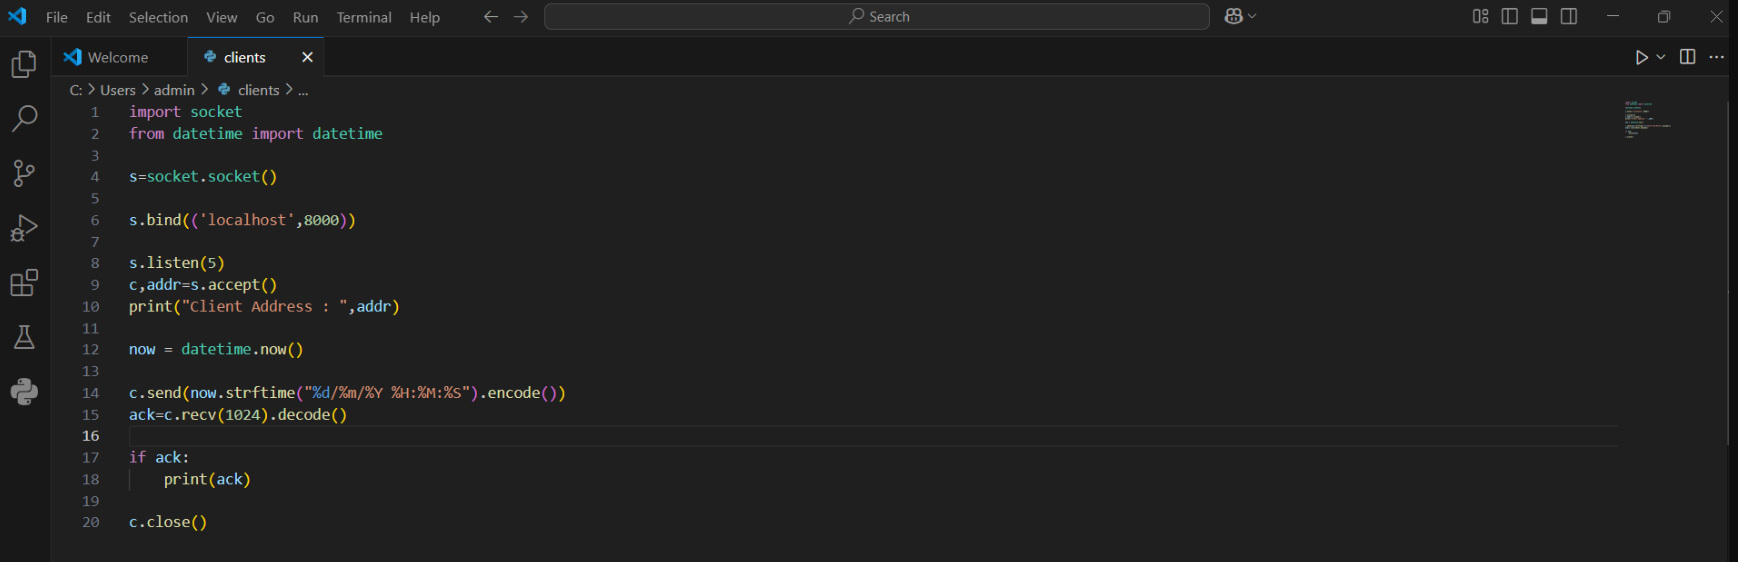 File Edit Selection View Go Run Terminal Help Search
Welcome clients
C: > Users > admin > clients > ...
1 import socket
2 from datetime import datetime
3
4 s=socket.socket()
5
6 s.bind(('localhost',8000))
7
8 s.listen(5)
9 c,addr=s.accept()
10 print("Client Address : ",addr)
11
12 now = datetime.now()
13
14 c.send(now.strftime("%d/%m/%Y %H:%M:%S").encode())
15 ack=c.recv(1024).decode()
16
17 if ack:
18     print(ack)
19
20 c.close()